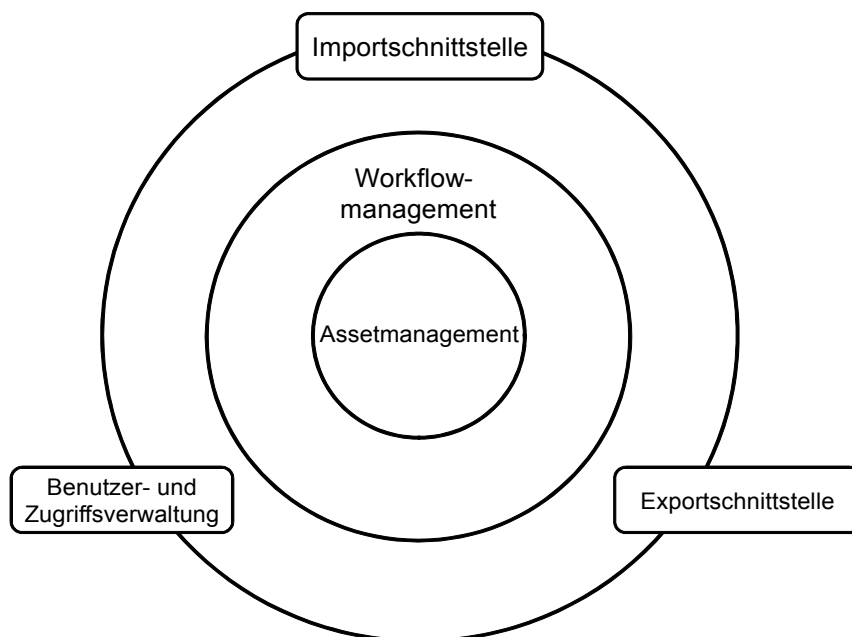 Importschnittstelle
Workflow-
management
Assetmanagement
Benutzer- und
Zugriffsverwaltung
Exportschnittstelle